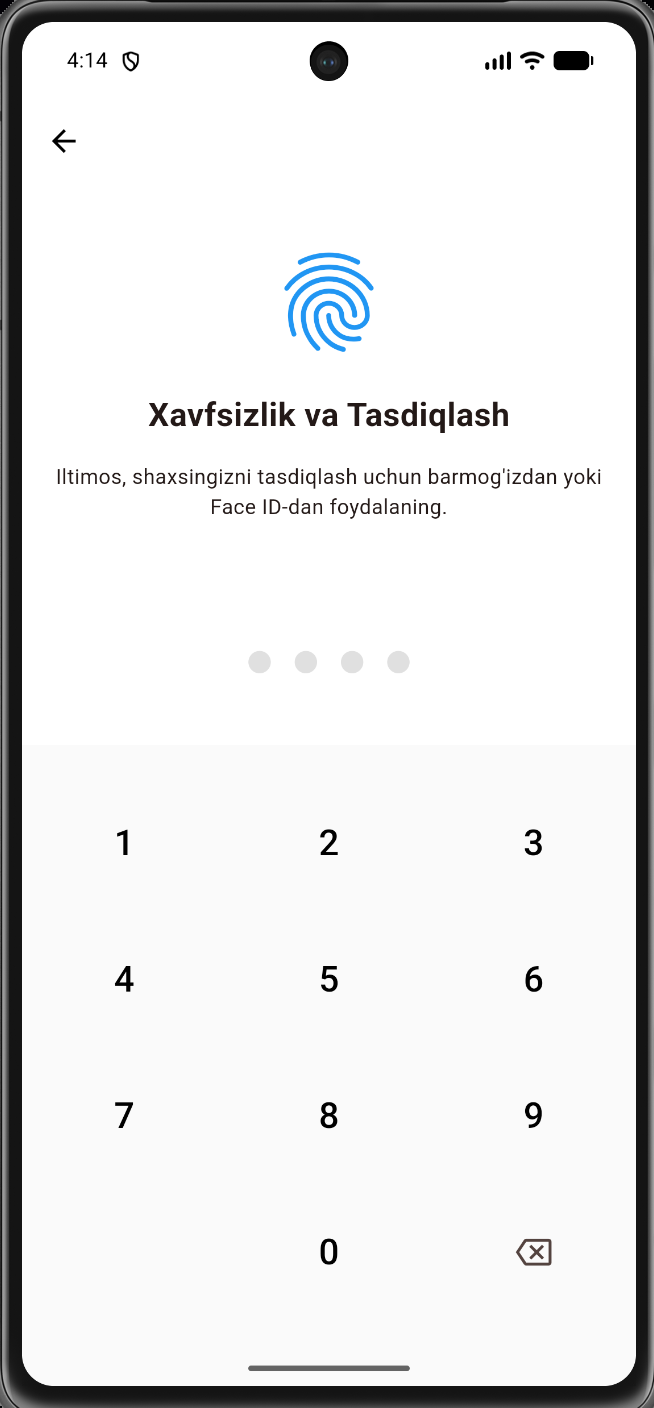 4:14
Xavfsizlik va Tasdiqlash
Iltimos, shaxsingizni tasdiqlash uchun barmog'izdan yoki
Face ID-dan foydalaning.
1 2 3
4 5 6
7 8 9
0